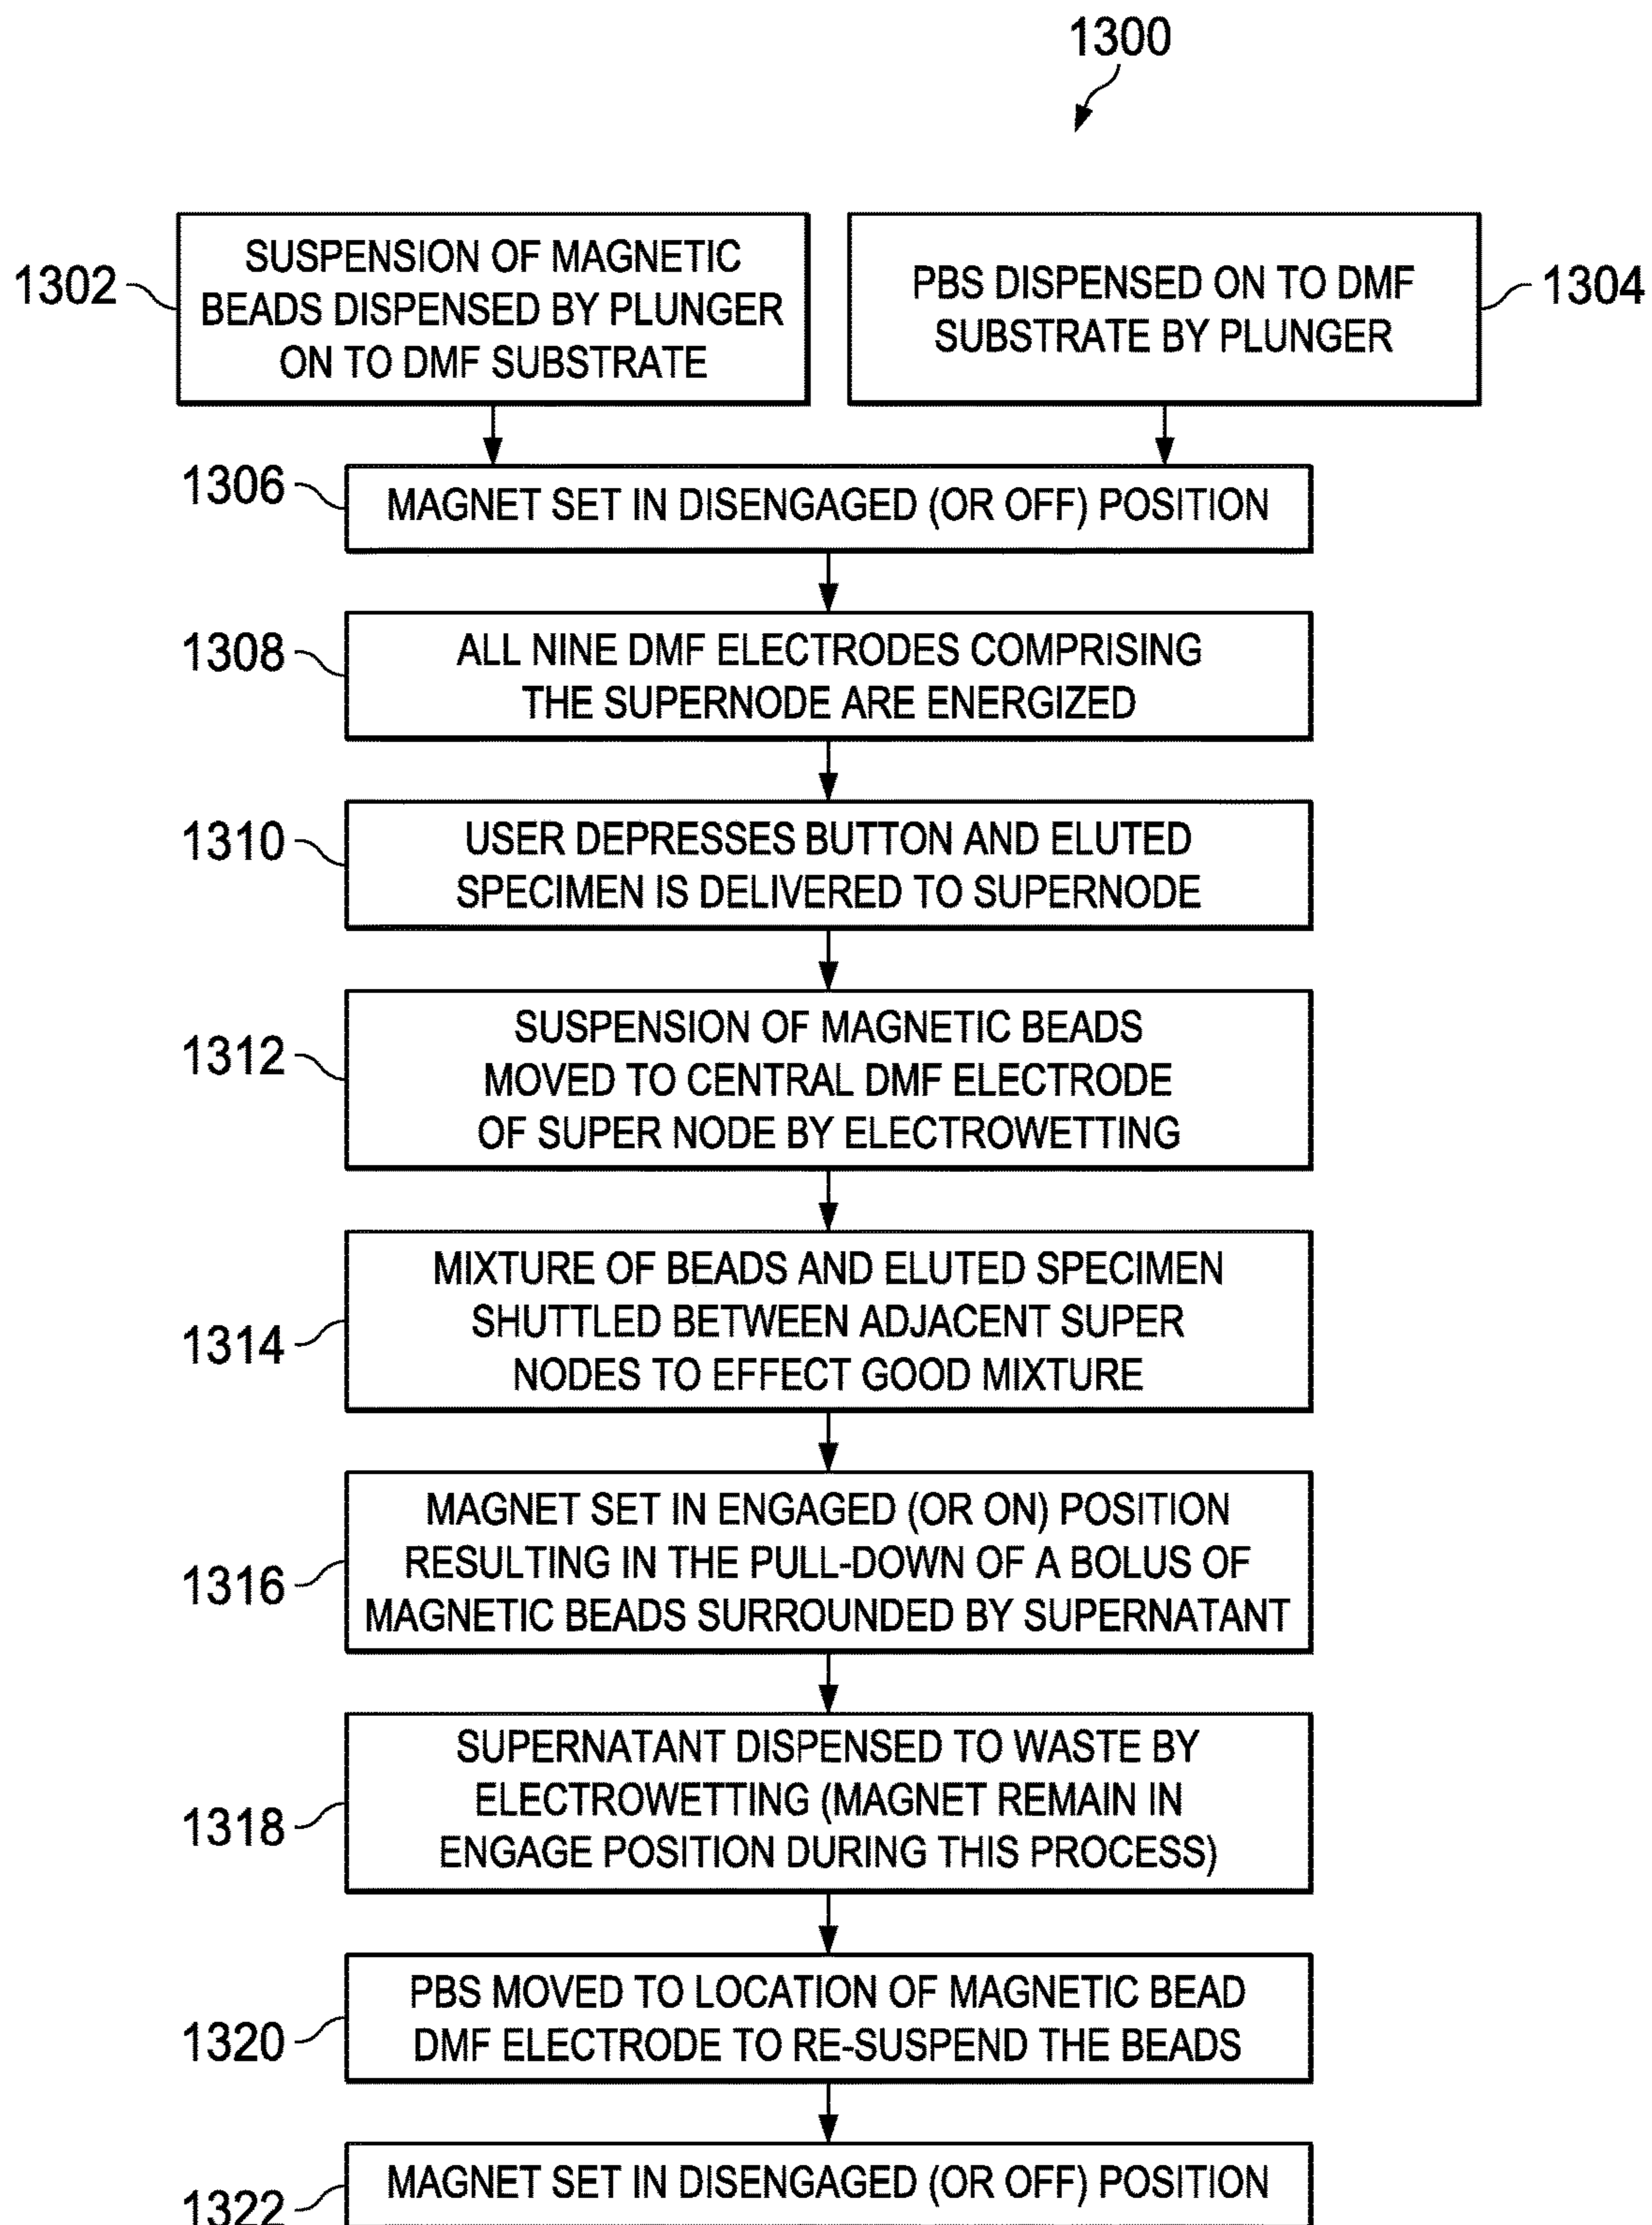 1300
1302
SUSPENSION OF MAGNETIC
BEADS DISPENSED BY PLUNGER
ON TO DMF SUBSTRATE
PBS DISPENSED ON TO DMF
SUBSTRATE BY PLUNGER
1304
1306
MAGNET SET IN DISENGAGED (OR OFF) POSITION
1308
ALL NINE DMF ELECTRODES COMPRISING
THE SUPERNODE ARE ENERGIZED
1310
USER DEPRESSES BUTTON AND ELUTED
SPECIMEN IS DELIVERED TO SUPERNODE
1312
SUSPENSION OF MAGNETIC BEADS
MOVED TO CENTRAL DMF ELECTRODE
OF SUPER NODE BY ELECTROWETTING
1314
MIXTURE OF BEADS AND ELUTED SPECIMEN
SHUTTLED BETWEEN ADJACENT SUPER
NODES TO EFFECT GOOD MIXTURE
1316
MAGNET SET IN ENGAGED (OR ON) POSITION
RESULTING IN THE PULL-DOWN OF A BOLUS OF
MAGNETIC BEADS SURROUNDED BY SUPERNATANT
1318
SUPERNATANT DISPENSED TO WASTE BY
ELECTROWETTING (MAGNET REMAIN IN
ENGAGE POSITION DURING THIS PROCESS)
1320
PBS MOVED TO LOCATION OF MAGNETIC BEAD
DMF ELECTRODE TO RE-SUSPEND THE BEADS
1322
MAGNET SET IN DISENGAGED (OR OFF) POSITION